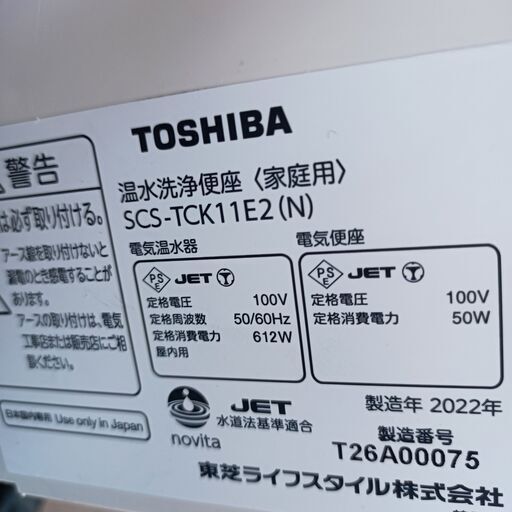 警告
は必ず取り付ける。
アース線を取り付けないと
漏電のとき感電することが
あります。
アースの取り付けは、電気
工事店または販売店にご相
談ください。
日本国内専用 Use only in Japan
TOSHIBA
温水洗浄便座〈家庭用〉
SCS-TCK11E2(N)
電気温水器
PSE JET
定格電圧 100V
定格周波数 50/60Hz
定格消費電力 612W
屋内用
電気便座
PSE JET
定格電圧 100V
定格消費電力 50W
novita
JET
水道法基準適合
製造年 2022年
製造番号
T26A00075
東芝ライフスタイル株式会社